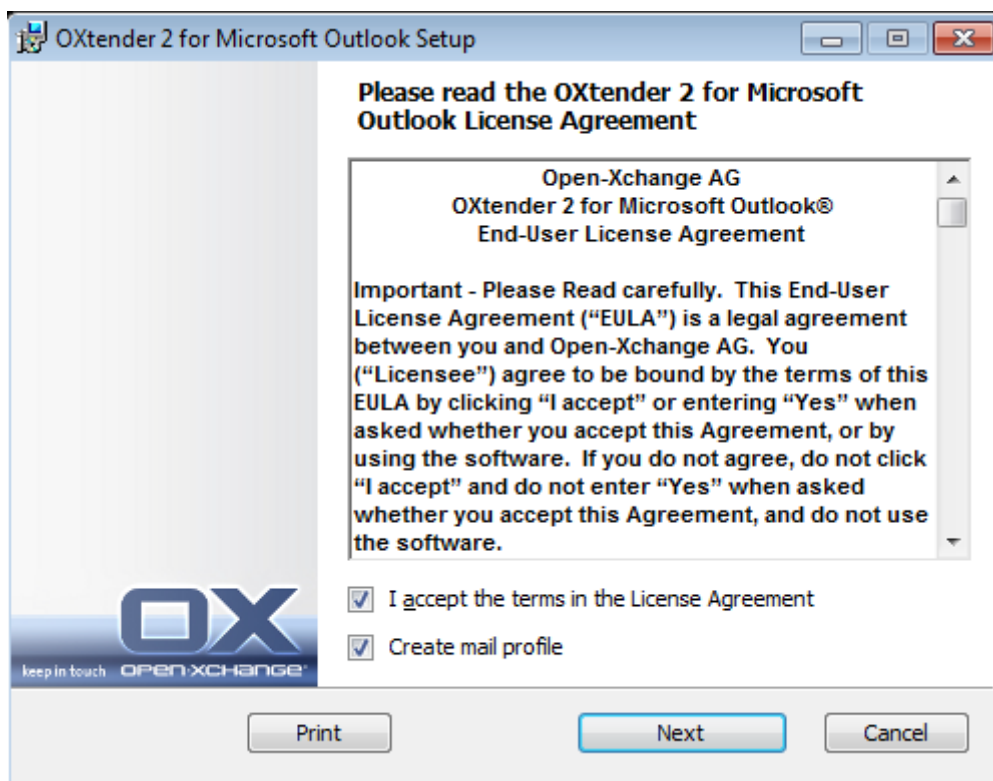 OXtender 2 for Microsoft Outlook Setup
Please read the OXtender 2 for Microsoft
Outlook License Agreement
Open-Xchange AG
OXtender 2 for Microsoft Outlook®
End-User License Agreement
Important - Please Read carefully.  This End-User
License Agreement (“EULA”) is a legal agreement
between you and Open-Xchange AG.  You
(“Licensee”) agree to be bound by the terms of this
EULA by clicking “I accept” or entering “Yes” when
asked whether you accept this Agreement, or by
using the software.  If you do not agree, do not click
“I accept” and do not enter “Yes” when asked
whether you accept this Agreement, and do not use
the software.
I accept the terms in the License Agreement
Create mail profile
OX
keep in touch OPEN-XCHANGE
Print
Next
Cancel